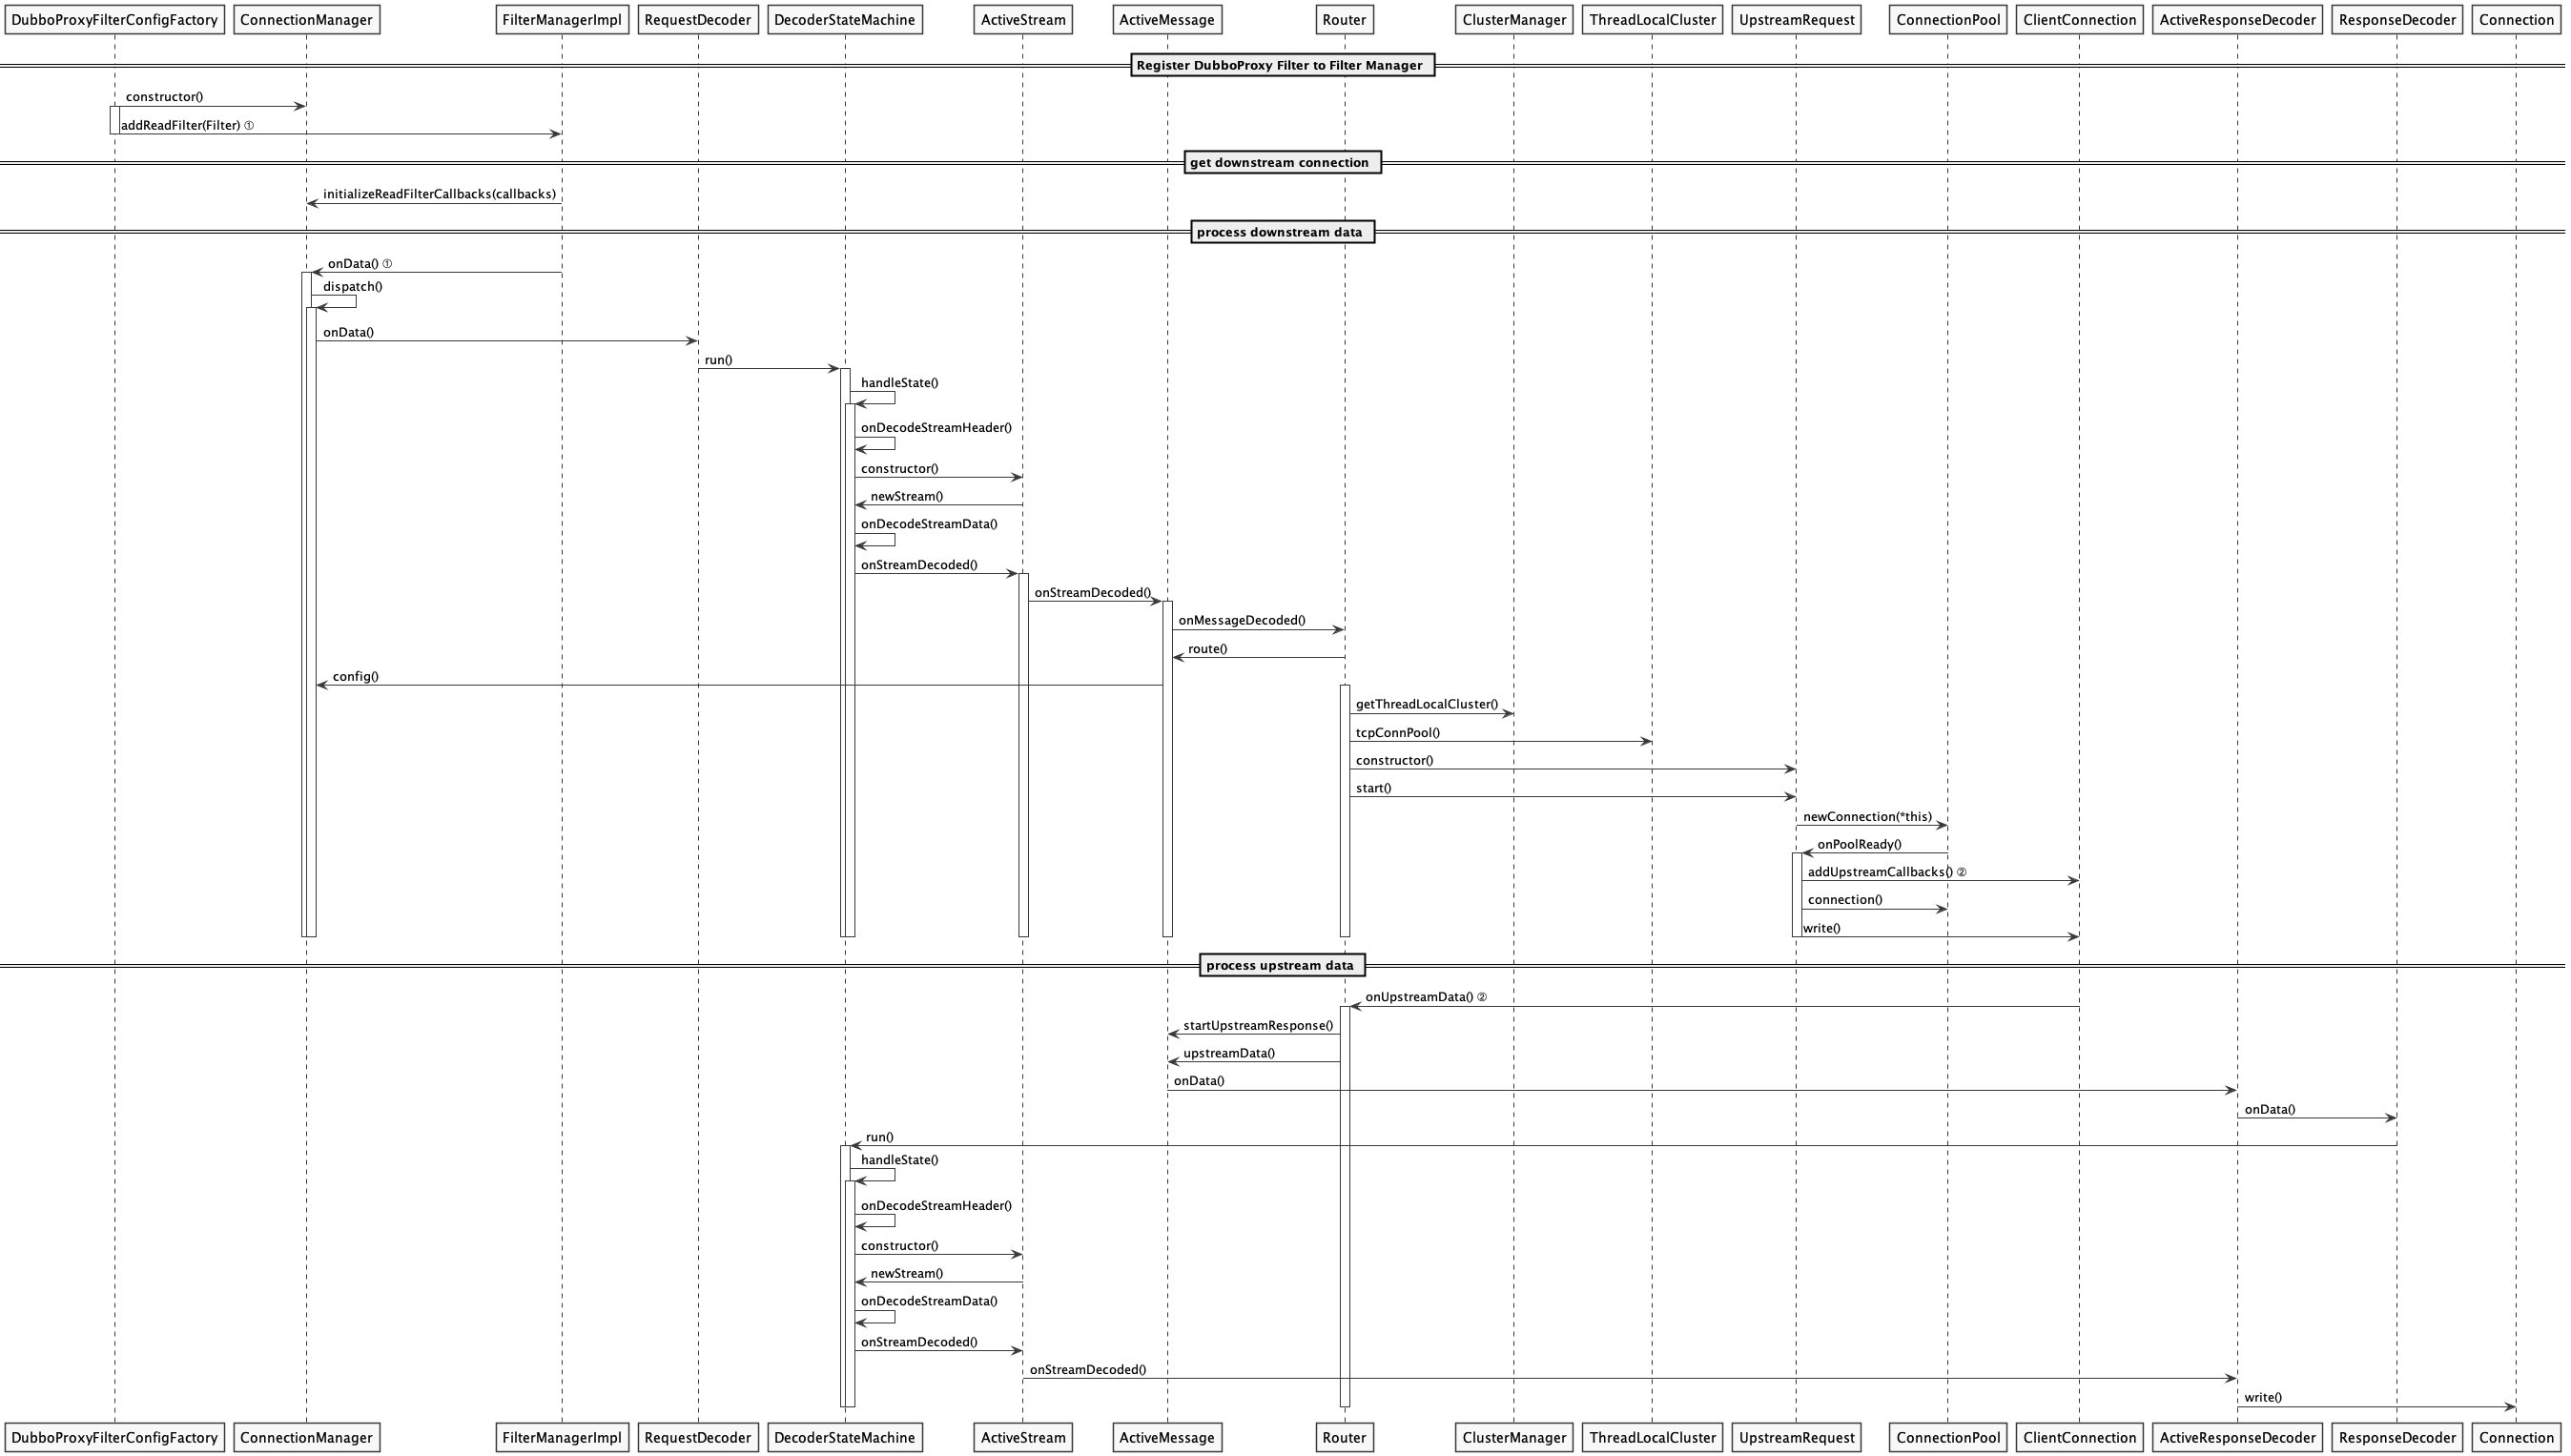 DubboProxyFilterConfigFactory ConnectionManager FilterManagerImpl RequestDecoder DecoderStateMachine ActiveStream ActiveMessage Router ClusterManager ThreadLocalCluster UpstreamRequest ConnectionPool ClientConnection ActiveResponseDecoder ResponseDecoder Connection
Register DubboProxy Filter to Filter Manager
constructor()
addReadFilter(Filter) ①
get downstream connection
initializeReadFilterCallbacks(callbacks)
process downstream data
onData() ①
dispatch()
onData()
run()
handleState()
onDecodeStreamHeader()
constructor()
newStream()
onDecodeStreamData()
onStreamDecoded()
onStreamDecoded()
onMessageDecoded()
route()
config()
getThreadLocalCluster()
tcpConnPool()
constructor()
start()
newConnection(*this)
onPoolReady()
addUpstreamCallbacks() ②
connection()
write()
process upstream data
onUpstreamData() ②
startUpstreamResponse()
upstreamData()
onData()
onData()
run()
handleState()
onDecodeStreamHeader()
constructor()
newStream()
onDecodeStreamData()
onStreamDecoded()
onStreamDecoded()
write()
DubboProxyFilterConfigFactory ConnectionManager FilterManagerImpl RequestDecoder DecoderStateMachine ActiveStream ActiveMessage Router ClusterManager ThreadLocalCluster UpstreamRequest ConnectionPool ClientConnection ActiveResponseDecoder ResponseDecoder Connection